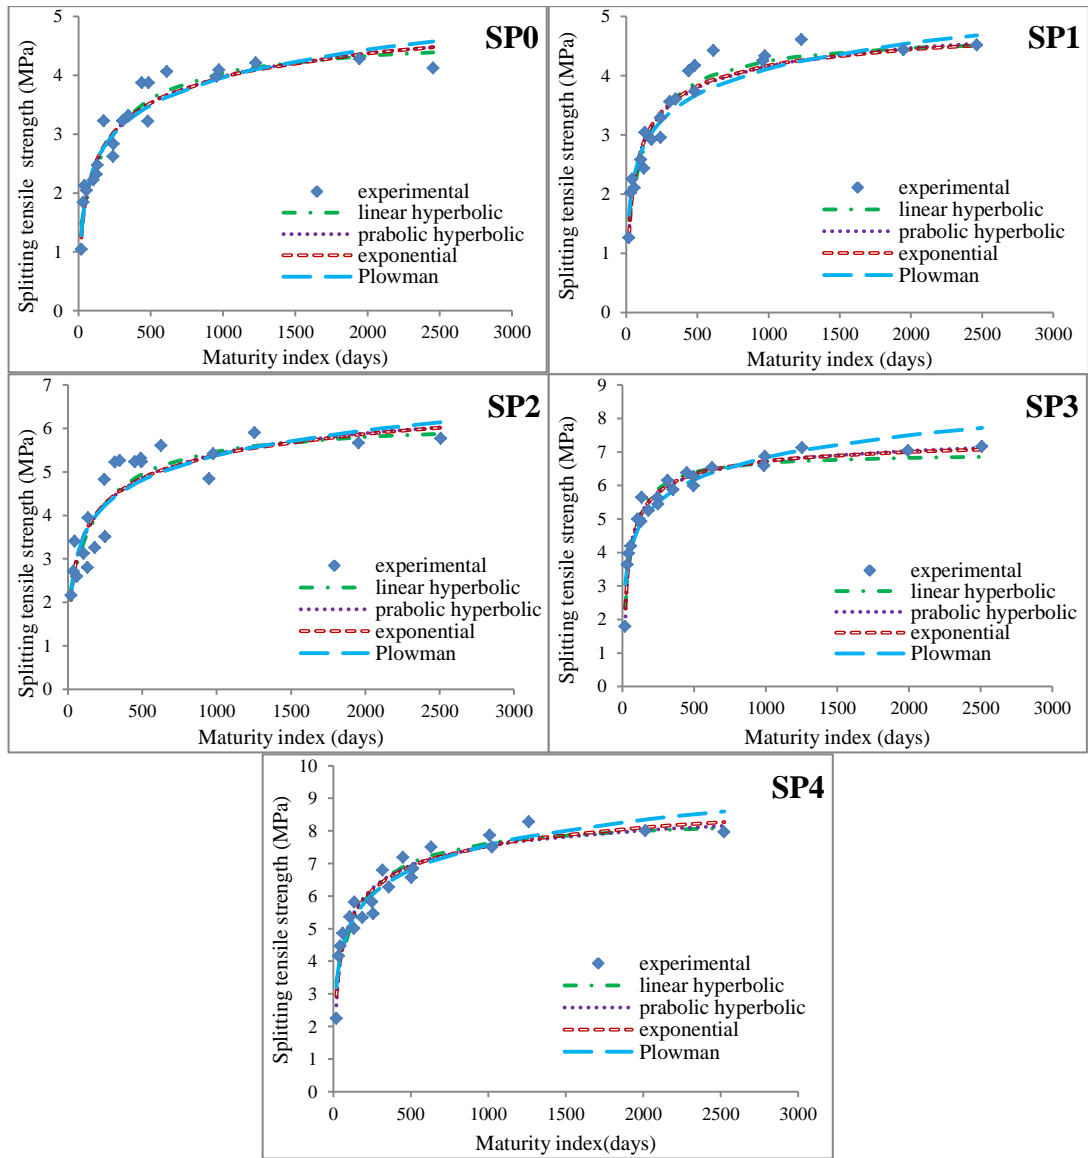 SP0
Splitting tensile strength (MPa)
5
4
3
2
1
0
experimental
linear hyperbolic
prabolic hyperbolic
exponential
Plowman
0 500 1000 1500 2000 2500 3000
Maturity index (days)
SP1
Splitting tensile strength (MPa)
5
4
3
2
1
0
experimental
linear hyperbolic
prabolic hyperbolic
exponential
Plowman
0 500 1000 1500 2000 2500 3000
Maturity index (days)
SP2
Splitting tensile strength (MPa)
7
6
5
4
3
2
1
0
experimental
linear hyperbolic
prabolic hyperbolic
exponential
Plowman
0 500 1000 1500 2000 2500 3000
Maturity index (days)
SP3
Splitting tensile strength (MPa)
9
8
7
6
5
4
3
2
1
0
experimental
linear hyperbolic
prabolic hyperbolic
exponential
Plowman
0 500 1000 1500 2000 2500 3000
Maturity index (days)
SP4
Splitting tensile strength (MPa)
10
9
8
7
6
5
4
3
2
1
0
experimental
linear hyperbolic
prabolic hyperbolic
exponential
Plowman
0 500 1000 1500 2000 2500 3000
Maturity index(days)